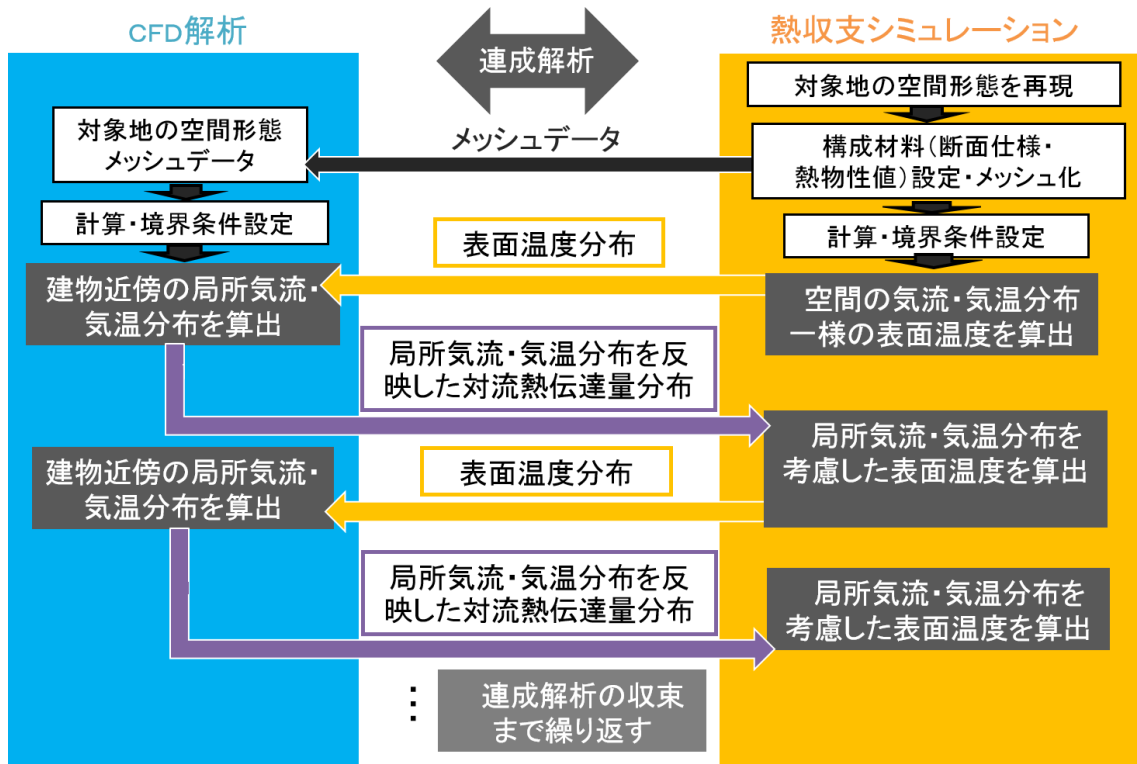 CFD解析
連成解析
熱収支シミュレーション
対象地の空間形態を再現
対象地の空間形態
メッシュデータ
メッシュデータ
構成材料(断面仕様・
熱物性値)設定・メッシュ化
計算・境界条件設定
計算・境界条件設定
表面温度分布
建物近傍の局所気流・
気温分布を算出
空間の気流・気温分布
一様の表面温度を算出
局所気流・気温分布を反
映した対流熱伝達量分布
局所気流・気温分布を
考慮した表面温度を算出
建物近傍の局所気流・
気温分布を算出
表面温度分布
局所気流・気温分布を反
映した対流熱伝達量分布
局所気流・気温分布を
考慮した表面温度を算出
⋮
連成解析の収束
まで繰り返す